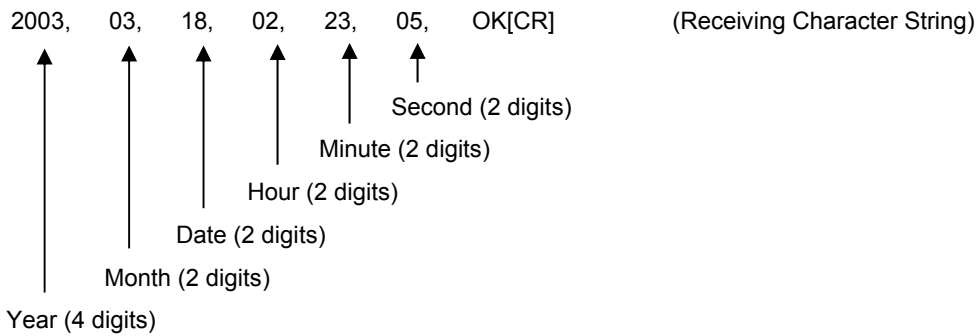 2003, 03, 18, 02, 23, 05, OK[CR] (Receiving Character String)
Second (2 digits)
Minute (2 digits)
Hour (2 digits)
Date (2 digits)
Month (2 digits)
Year (4 digits)